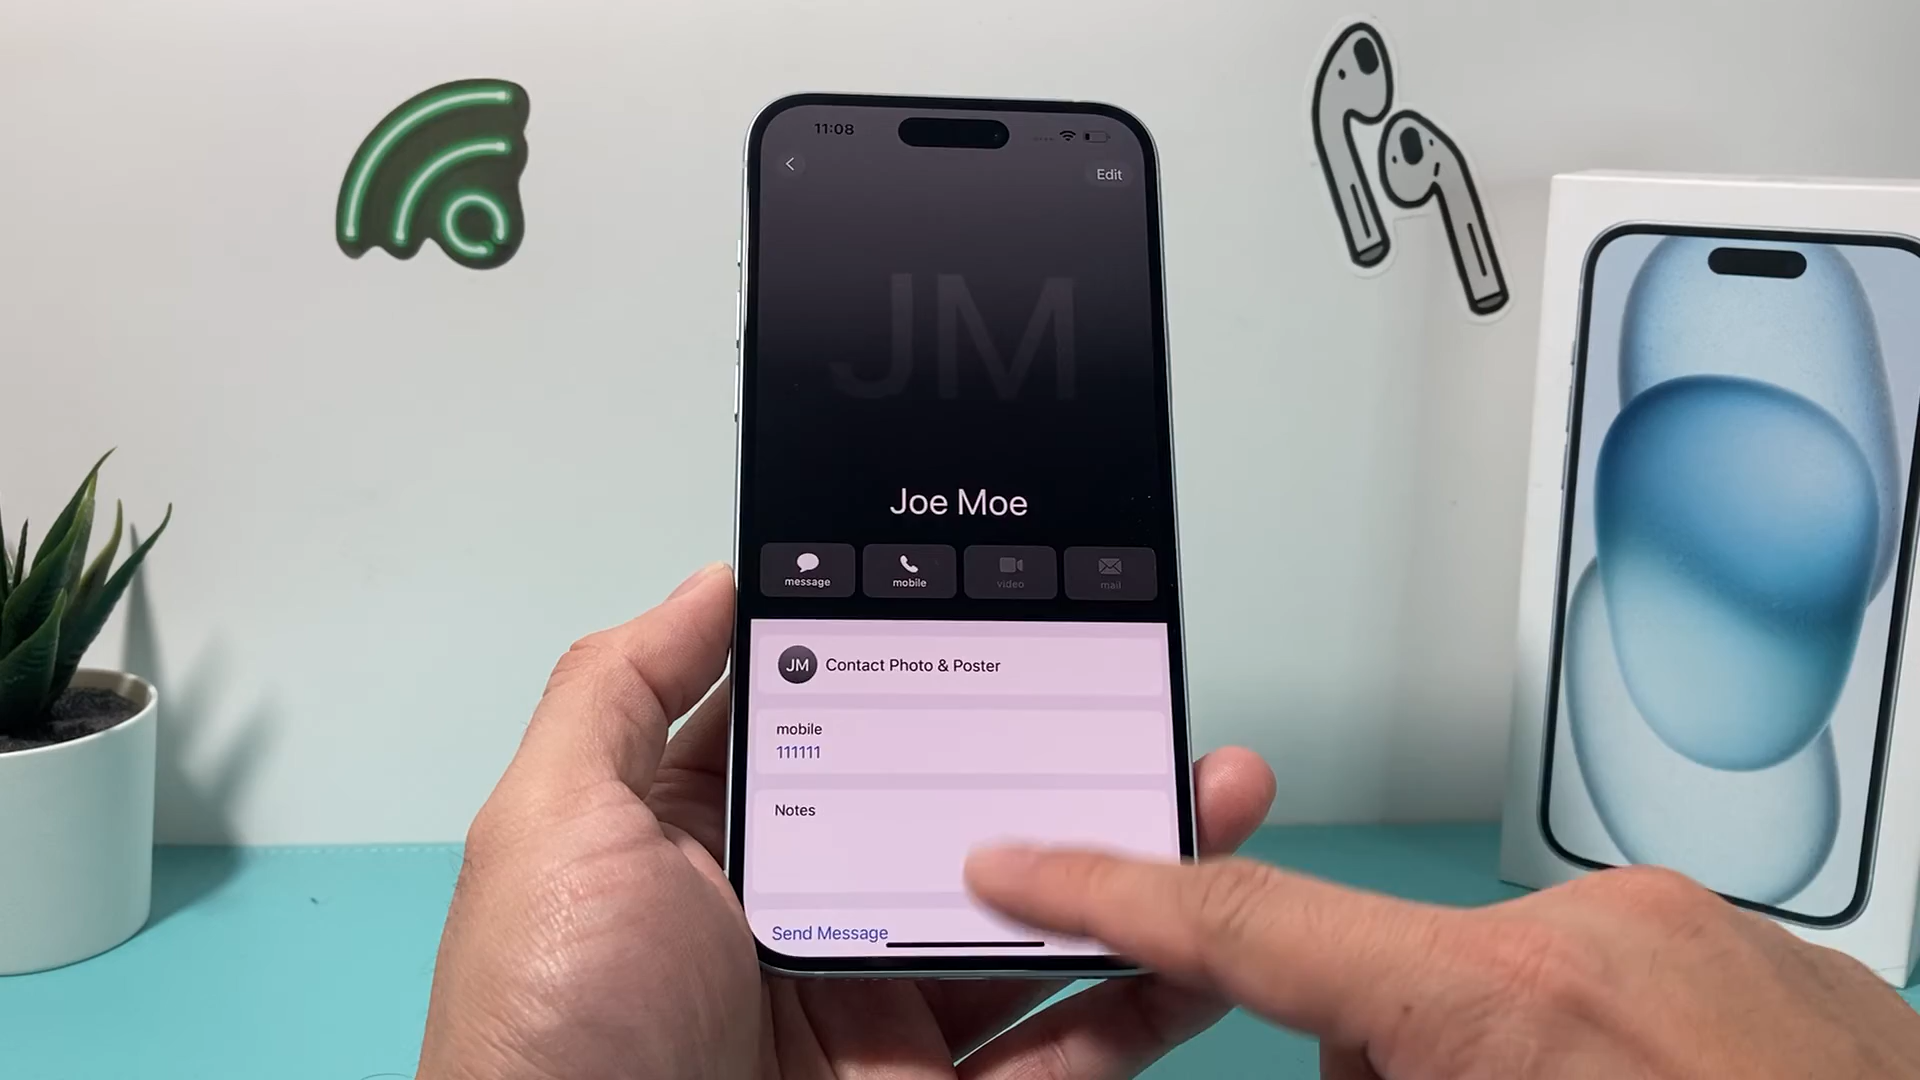 11:08
Edit
JM
Joe Moe
message
mobile
video
mail
JM
Contact Photo & Poster
mobile
111111
Notes
Send Message